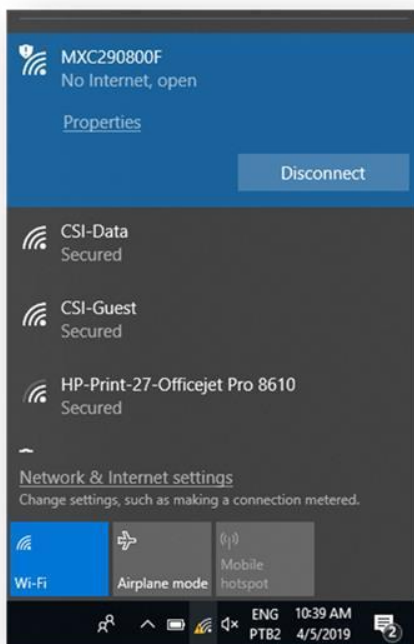 MXC290800F
No Internet, open
Properties
Disconnect
CSI-Data
Secured
CSI-Guest
Secured
HP-Print-27-Officejet Pro 8610
Secured
Network & Internet settings
Change settings, such as making a connection metered.
Wi-Fi
Airplane mode
Mobile
hotspot
ENG 10:39 AM
PTB2 4/5/2019
2